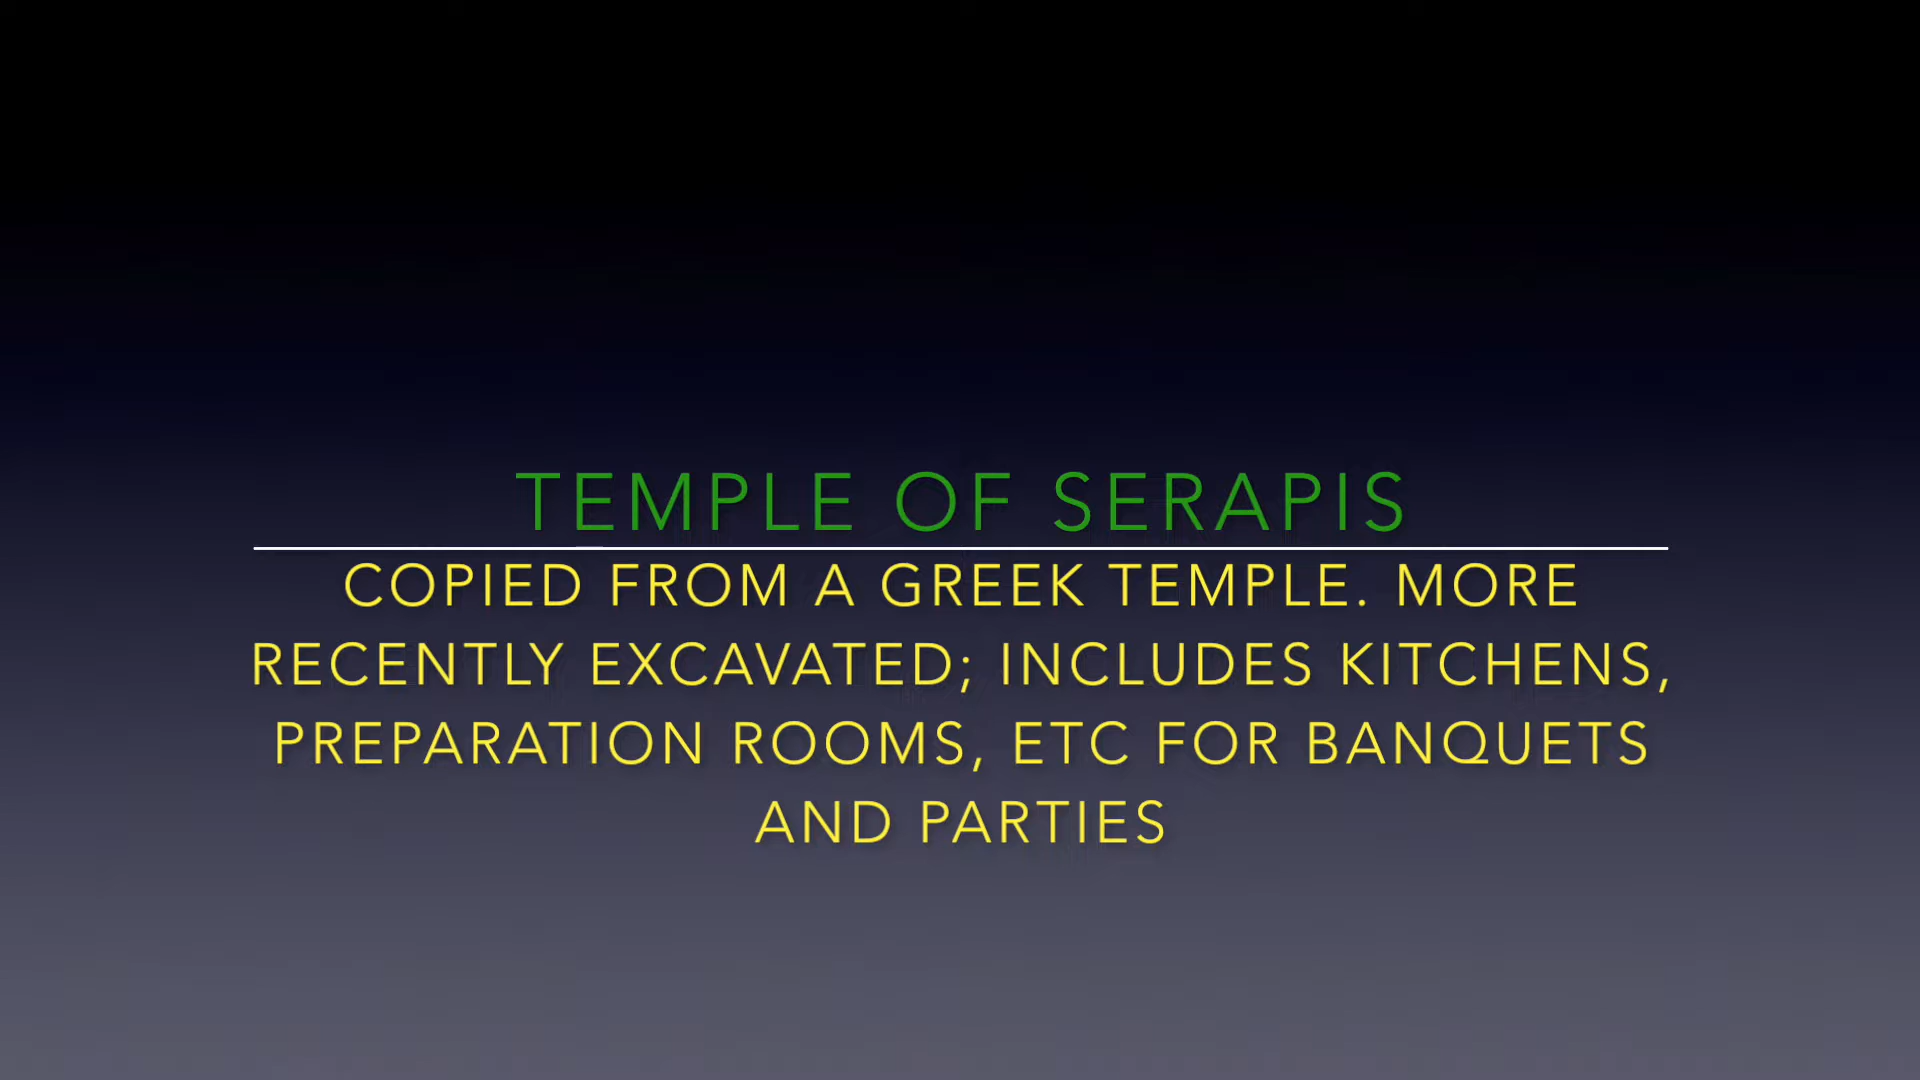 TEMPLE OF SERAPIS
COPIED FROM A GREEK TEMPLE. MORE
RECENTLY EXCAVATED; INCLUDES KITCHENS,
PREPARATION ROOMS, ETC FOR BANQUETS
AND PARTIES